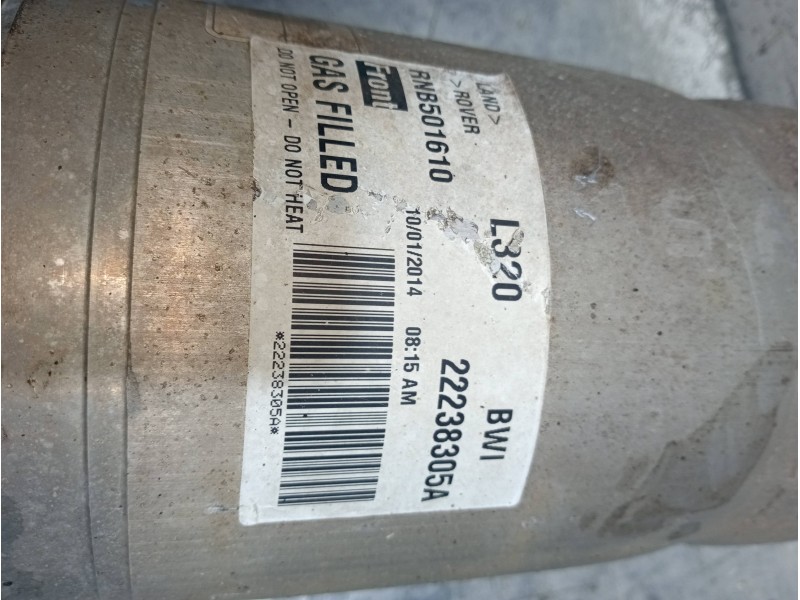 LAND> L320 BWI
>ROVER
RNB501610 22238305A
Front 10/01/2014 08:15 AM
GAS FILLED
DO NOT OPEN - DO NOT HEAT
*22238305A*